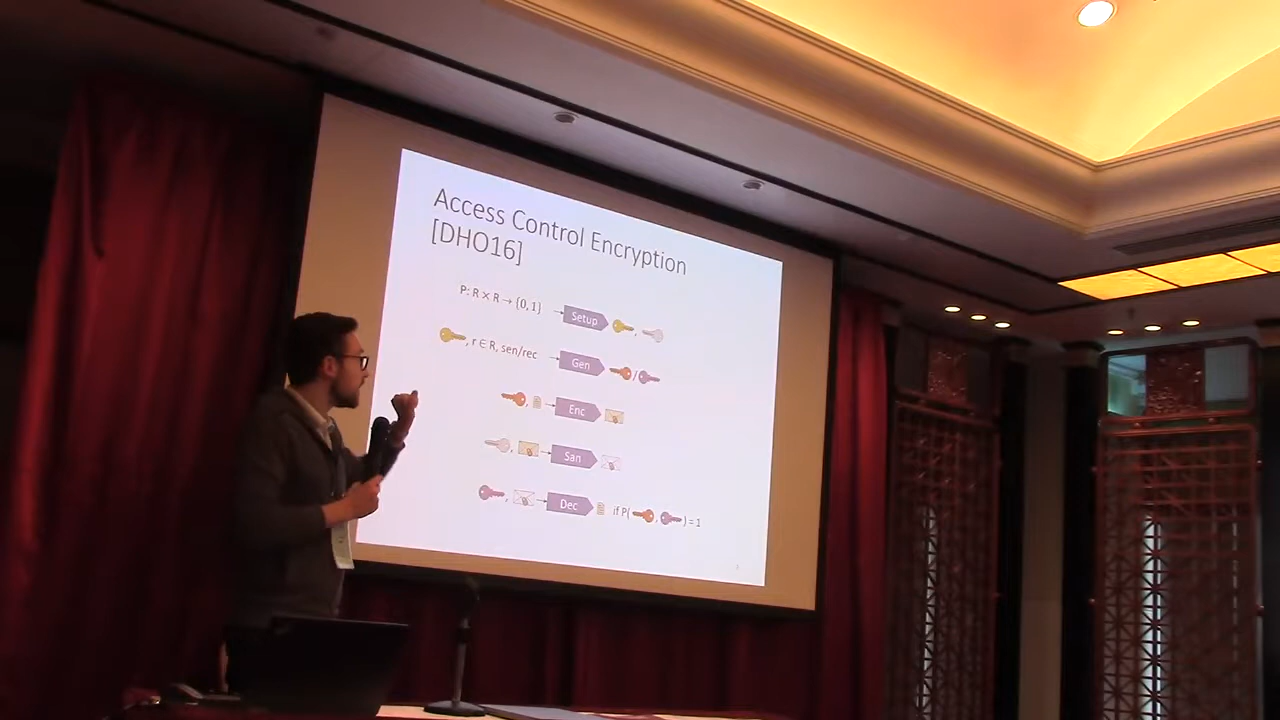 Access Control Encryption
[DHO16]
P: R × R → {0,1} Setup ,
, r ∈ R, sen/rec Gen /
, Enc
, San
, Dec if P( , ) = 1